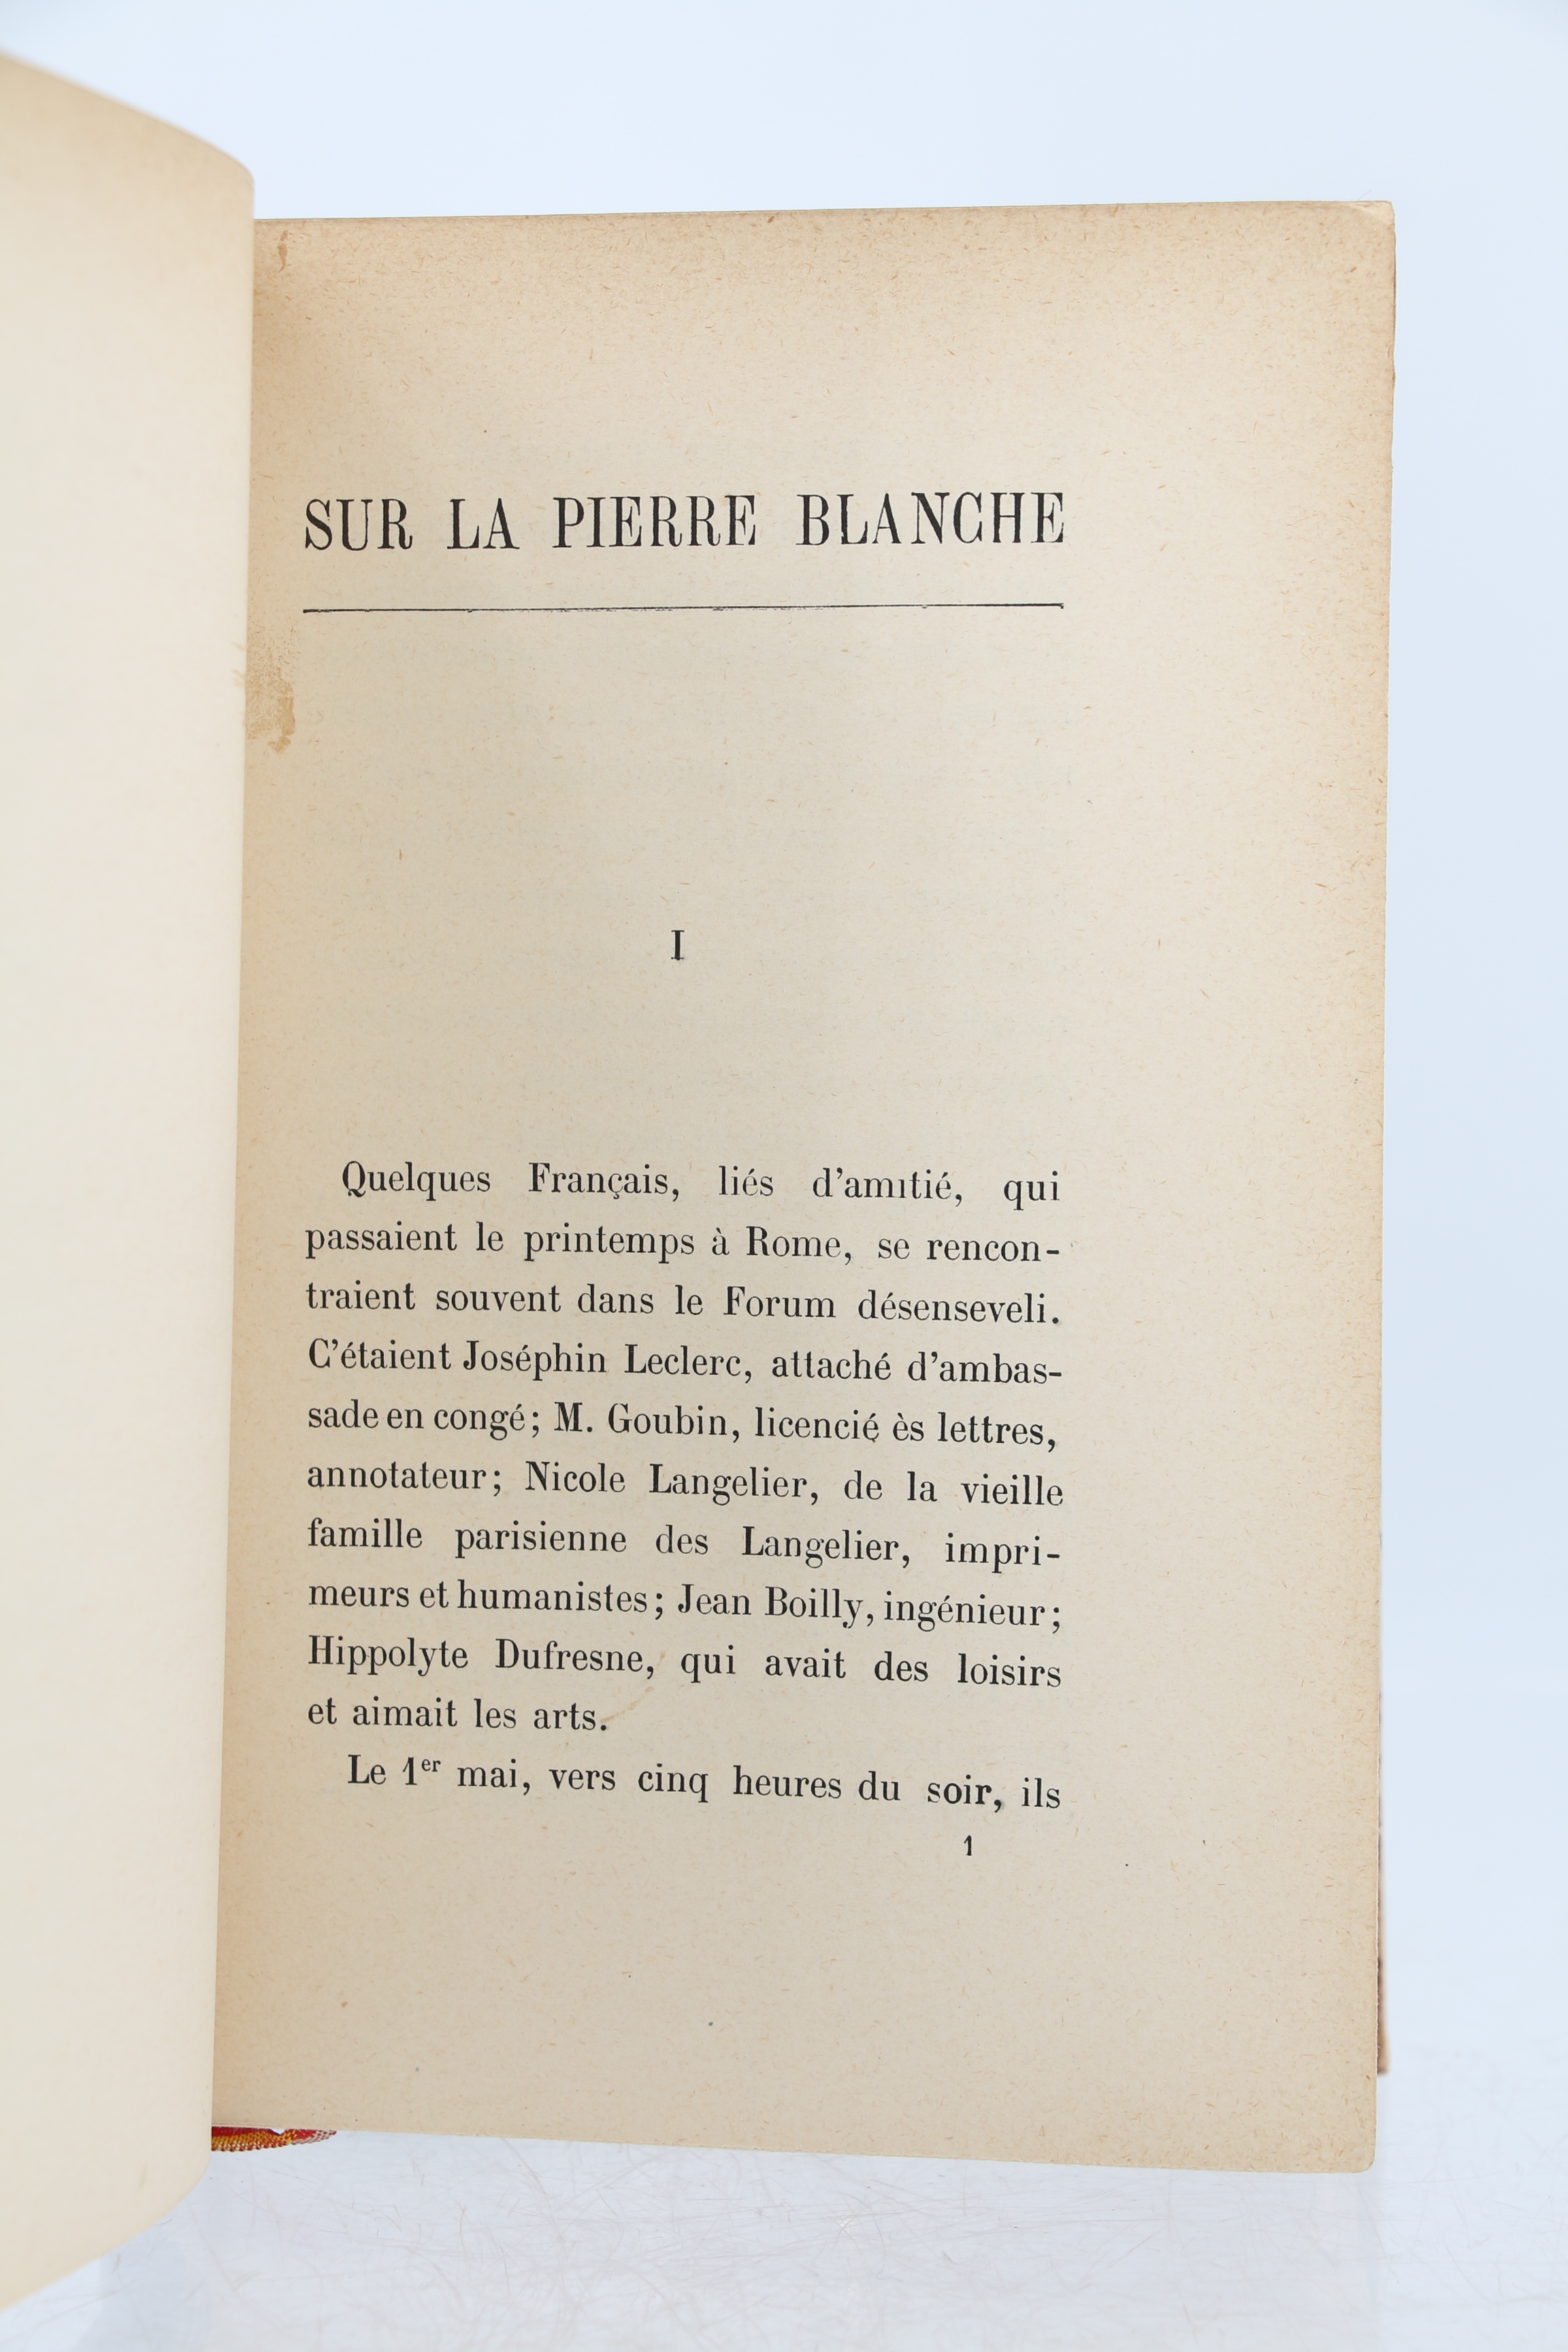 SUR LA PIERRE BLANCHE
I
Quelques Français, liés d'amitié, qui
passaient le printemps à Rome, se rencon-
traient souvent dans le Forum désenseveli.
C'étaient Joséphin Leclerc, attaché d'ambas-
sade en congé; M. Goubin, licencié ès lettres,
annotateur; Nicole Langelier, de la vieille
famille parisienne des Langelier, impri-
meurs et humanistes; Jean Boilly, ingénieur;
Hippolyte Dufresne, qui avait des loisirs
et aimait les arts.
Le 1er mai, vers cinq heures du soir, ils
1